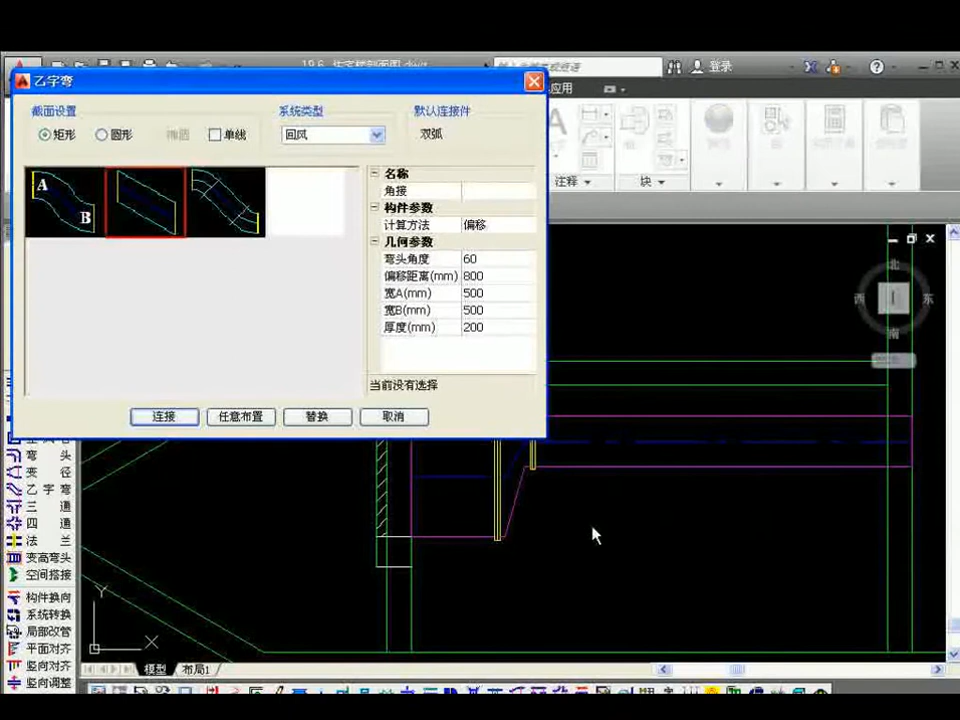 19.6
登录
乙字弯
应用
截面设置
系统类型
默认连接件
矩形
圆形
单线
回风
双弧
A
B
名称
角接
构件参数
计算方法 偏移
几何参数
弯头角度 60
偏移距离(mm) 800
宽A(mm) 500
宽B(mm) 500
厚度(mm) 200
当前没有选择
连接
任意布置
替换
取消
注释
块
北
西
东
南
弯 头
变 径
乙 字 弯
三 通
四 通
法 兰
变高弯头
空间搭接
构件换向
系统转换
局部改管
平面对齐
竖向对齐
竖向调整
Y
X
模型
布局1